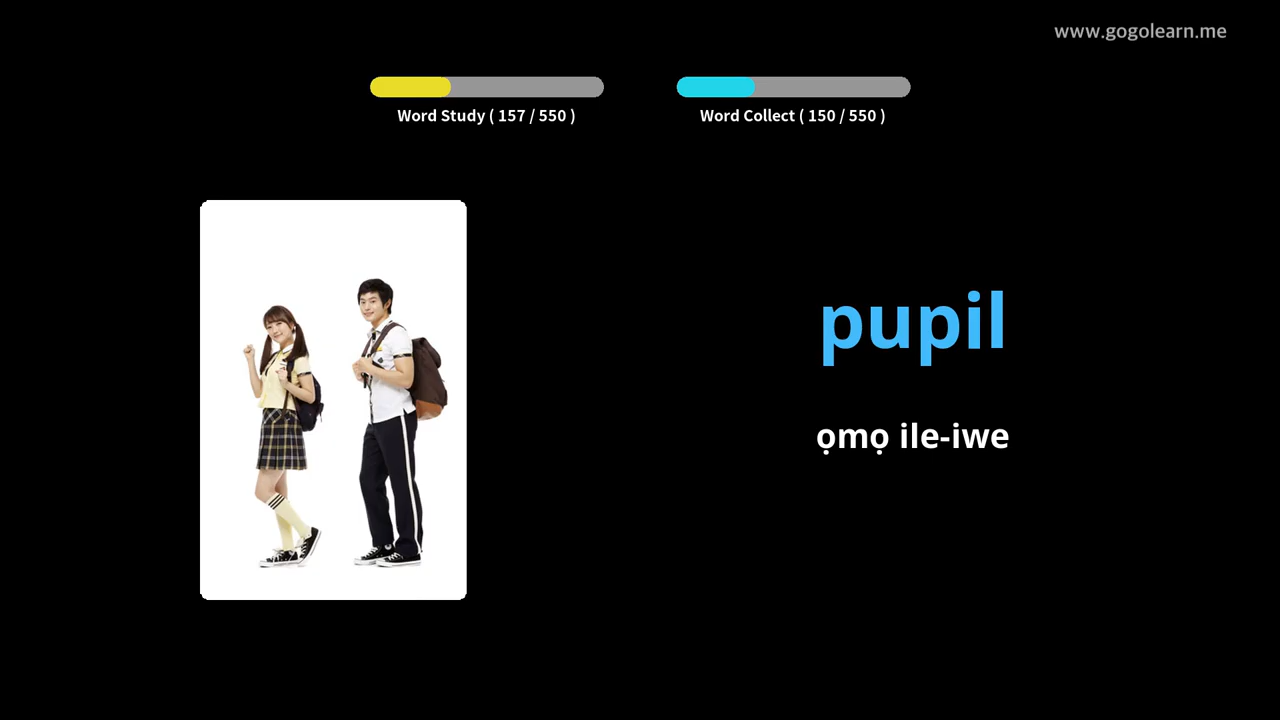 www.gogolearn.me
Word Study ( 157 / 550 )
Word Collect ( 150 / 550 )
pupil
ọmọ ile-iwe